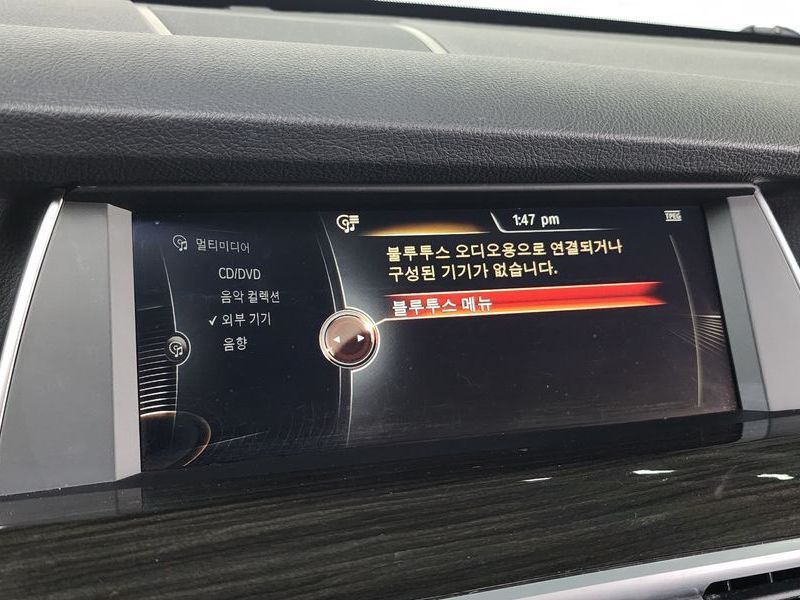 1:47 pm
TPEG
멀티미디어
CD/DVD
음악 컬렉션
✓ 외부 기기
음향
블루투스 오디오용으로 연결되거나
구성된 기기가 없습니다.
블루투스 메뉴